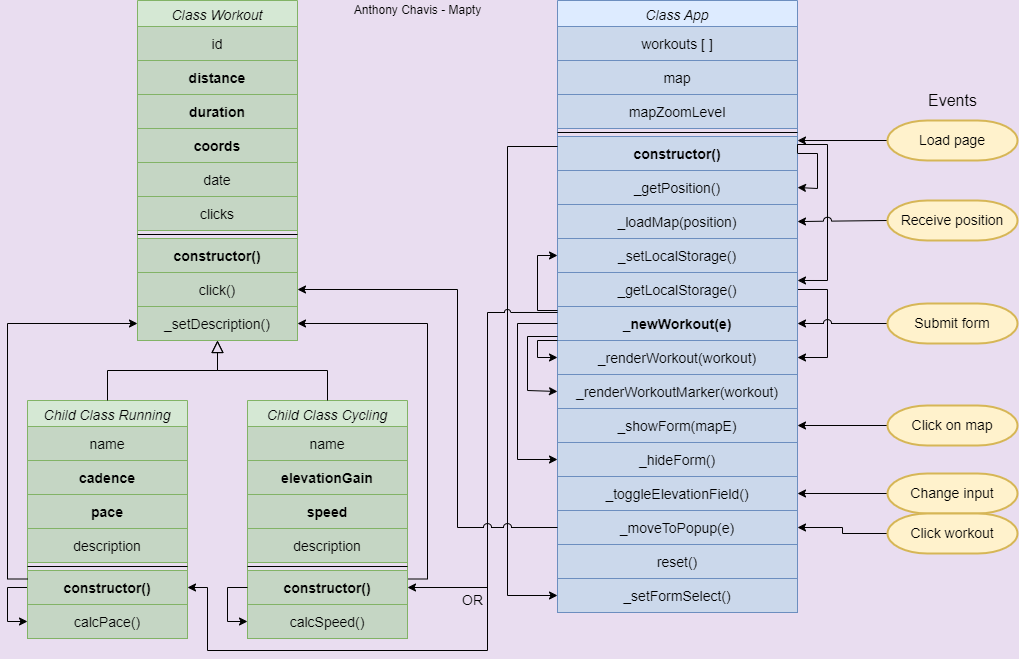 Anthony Chavis - Mapty
Class Workout
id
distance
duration
coords
date
clicks
constructor()
click()
_setDescription()
Child Class Running
name
cadence
pace
description
constructor()
calcPace()
Child Class Cycling
name
elevationGain
speed
description
constructor()
calcSpeed()
OR
Class App
workouts [ ]
map
mapZoomLevel
constructor()
_getPosition()
_loadMap(position)
_setLocalStorage()
_getLocalStorage()
_newWorkout(e)
_renderWorkout(workout)
_renderWorkoutMarker(workout)
_showForm(mapE)
_hideForm()
_toggleElevationField()
_moveToPopup(e)
reset()
_setFormSelect()
Events
Load page
Receive position
Submit form
Click on map
Change input
Click workout